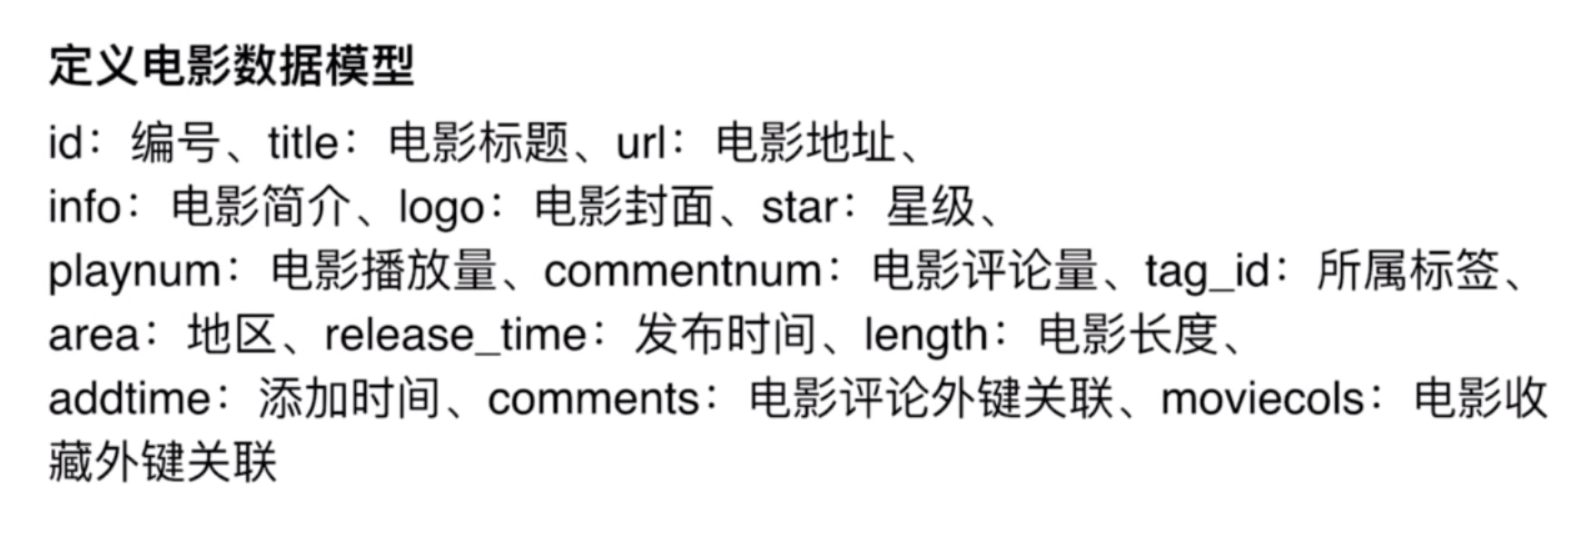 定义电影数据模型
id：编号、title：电影标题、url：电影地址、
info：电影简介、logo：电影封面、star：星级、
playnum：电影播放量、commentnum：电影评论量、tag_id：所属标签、
area：地区、release_time：发布时间、length：电影长度、
addtime：添加时间、comments：电影评论外键关联、moviecols：电影收
藏外键关联